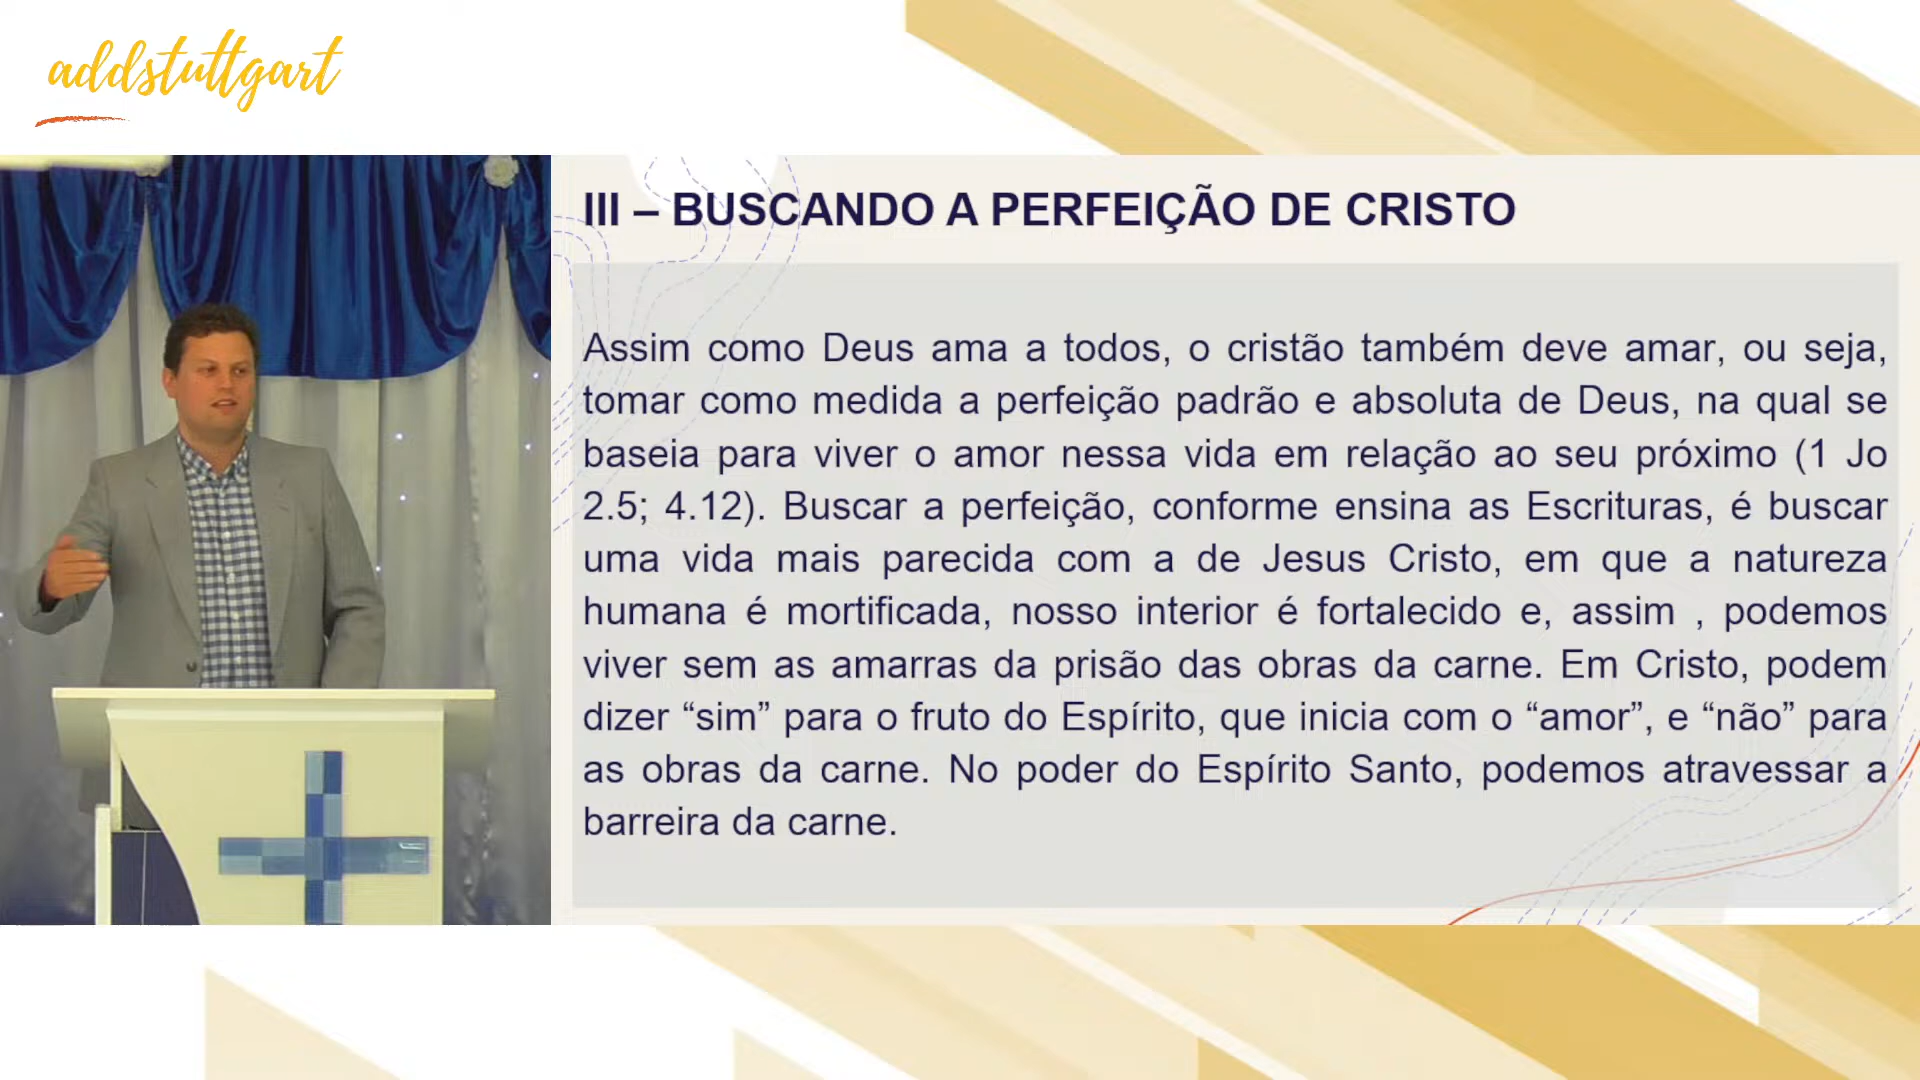 addstuttgart
III – BUSCANDO A PERFEIÇÃO DE CRISTO
Assim como Deus ama a todos, o cristão também deve amar, ou seja,
tomar como medida a perfeição padrão e absoluta de Deus, na qual se
baseia para viver o amor nessa vida em relação ao seu próximo (1 Jo
2.5; 4.12). Buscar a perfeição, conforme ensina as Escrituras, é buscar
uma vida mais parecida com a de Jesus Cristo, em que a natureza
humana é mortificada, nosso interior é fortalecido e, assim , podemos
viver sem as amarras da prisão das obras da carne. Em Cristo, podem
dizer “sim” para o fruto do Espírito, que inicia com o “amor”, e “não” para
as obras da carne. No poder do Espírito Santo, podemos atravessar a
barreira da carne.